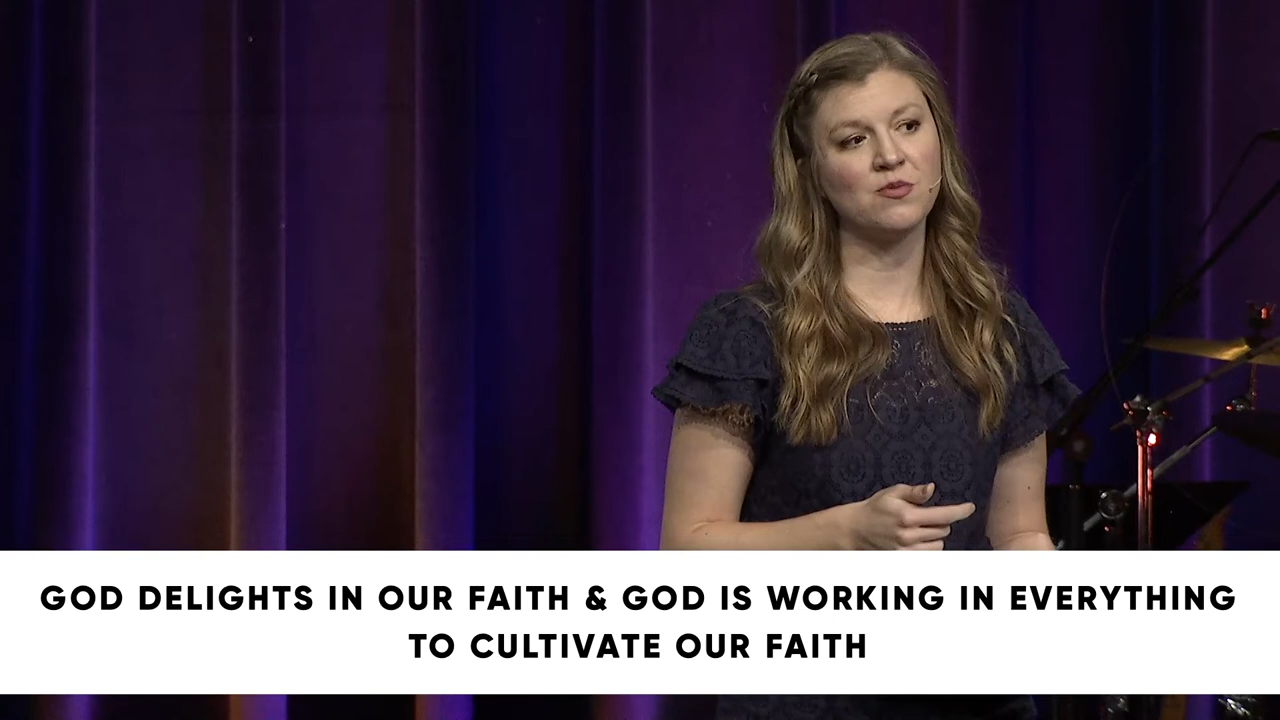 GOD DELIGHTS IN OUR FAITH & GOD IS WORKING IN EVERYTHING
TO CULTIVATE OUR FAITH